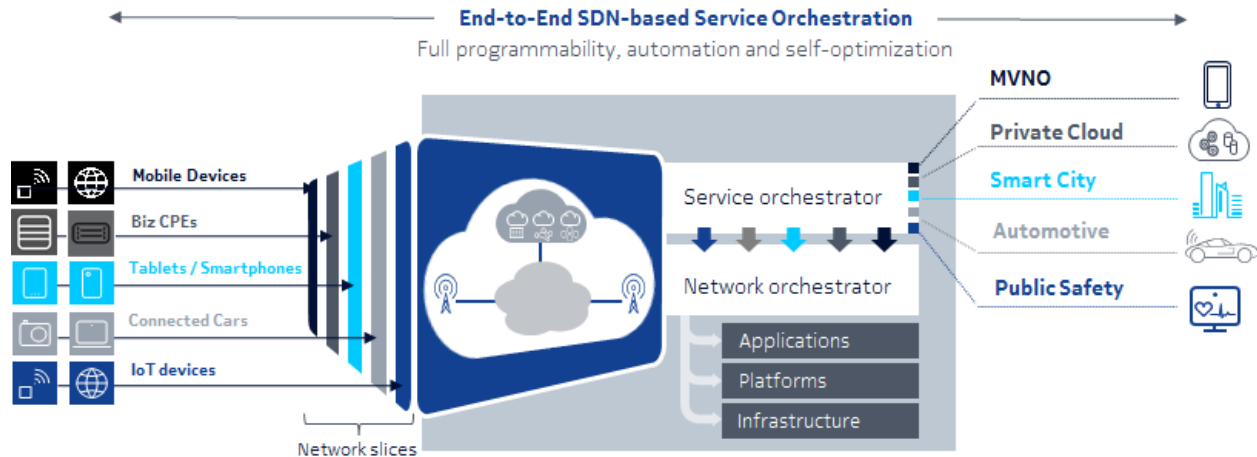 End-to-End SDN-based Service Orchestration
Full programmability, automation and self-optimization
Mobile Devices
Biz CPEs
Tablets / Smartphones
Connected Cars
IoT devices
Network slices
Service orchestrator
Network orchestrator
Applications
Platforms
Infrastructure
MVNO
Private Cloud
Smart City
Automotive
Public Safety